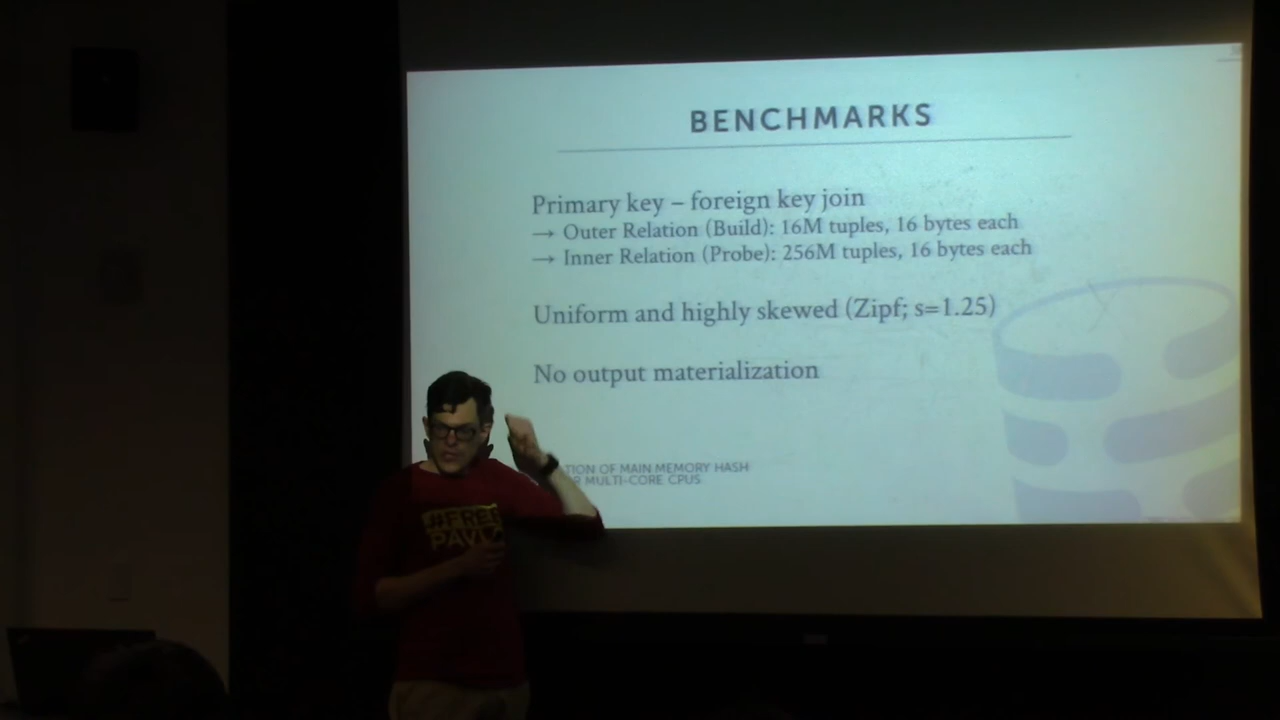 BENCHMARKS
Primary key – foreign key join
→ Outer Relation (Build): 16M tuples, 16 bytes each
→ Inner Relation (Probe): 256M tuples, 16 bytes each
Uniform and highly skewed (Zipf; s=1.25)
No output materialization
OF MAIN MEMORY HASH
MULTI-CORE CPUS
#FREE